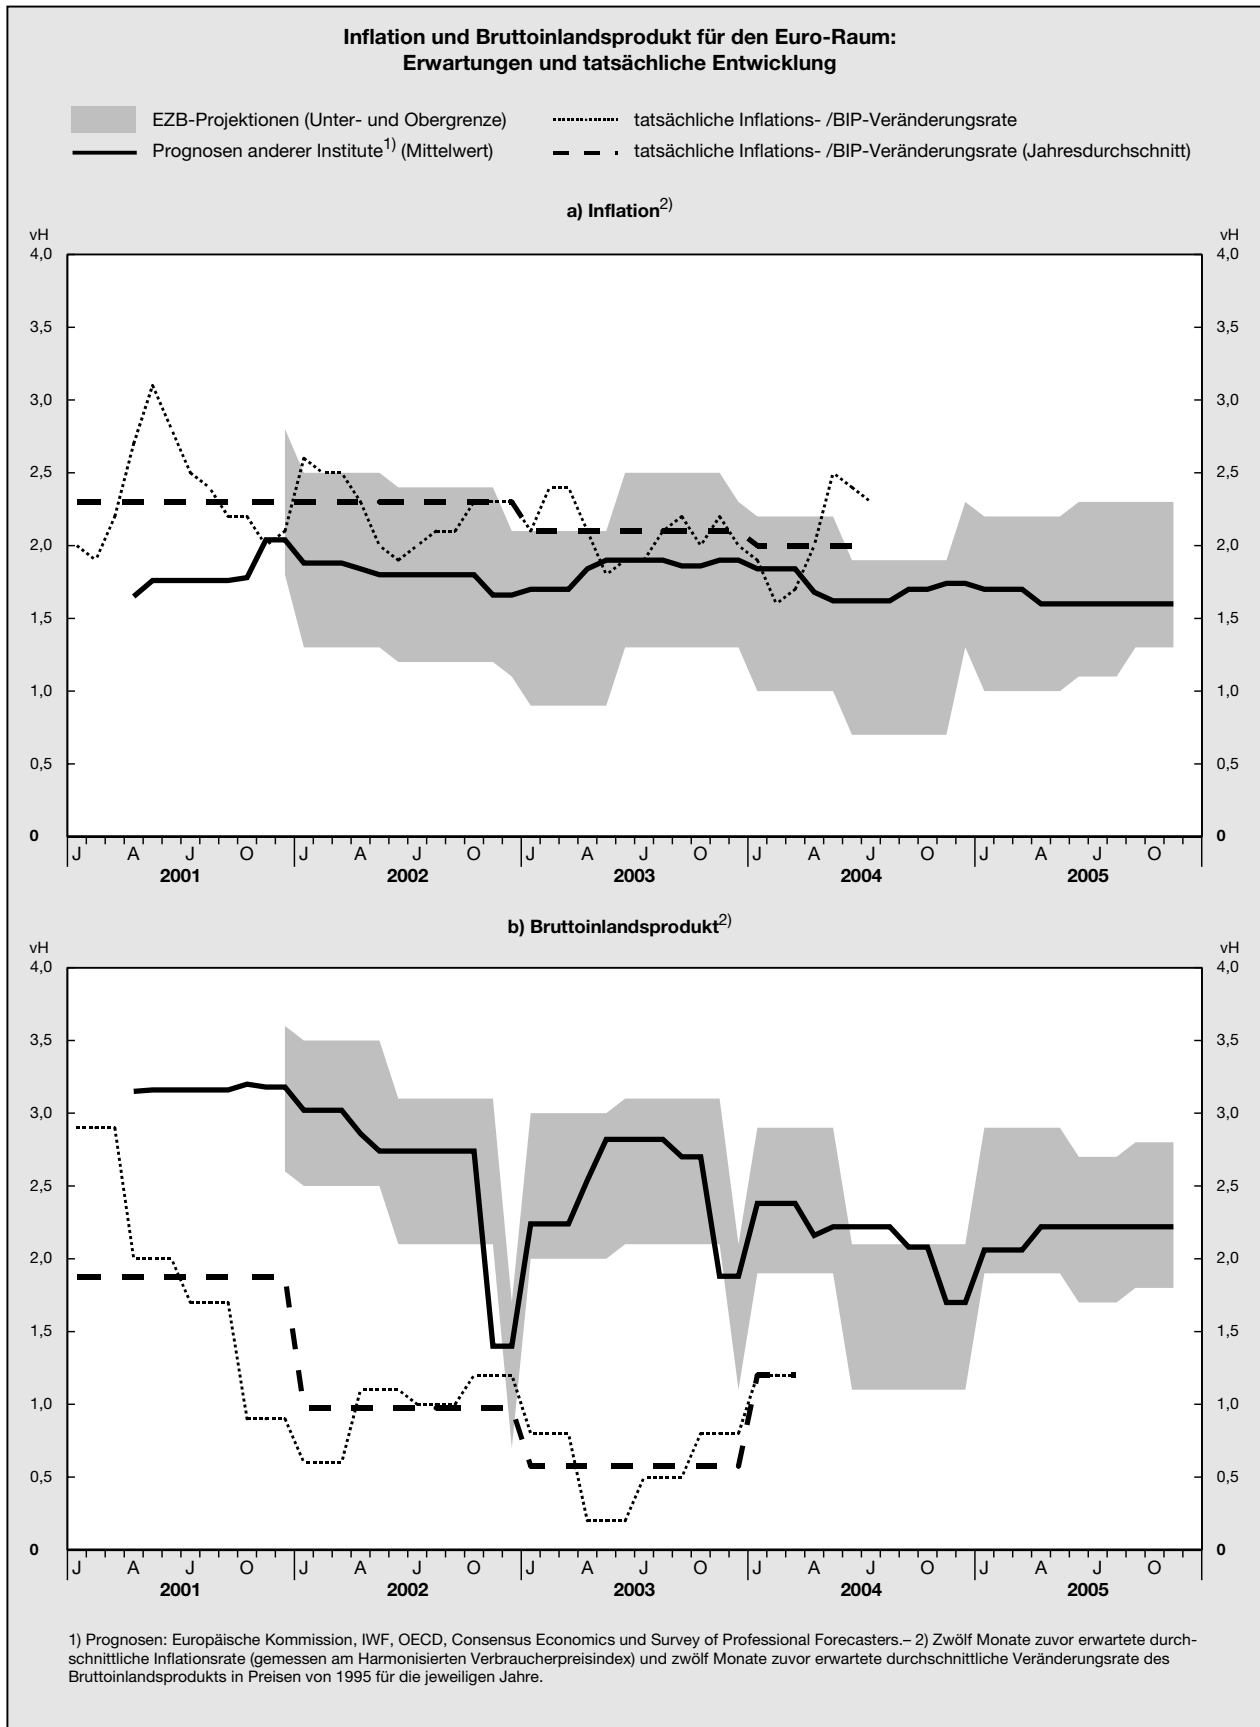 Inflation und Bruttoinlandsprodukt für den Euro-Raum:
Erwartungen und tatsächliche Entwicklung
EZB-Projektionen (Unter- und Obergrenze)
tatsächliche Inflations- /BIP-Veränderungsrate
Prognosen anderer Institute1) (Mittelwert)
tatsächliche Inflations- /BIP-Veränderungsrate (Jahresdurchschnitt)
a) Inflation2)
vH vH
4,0 4,0
3,5 3,5
3,0 3,0
2,5 2,5
2,0 2,0
1,5 1,5
1,0 1,0
0,5 0,5
0 0
J A J O J A J O J A J O J A J O J A J O
2001 2002 2003 2004 2005
b) Bruttoinlandsprodukt2)
vH vH
4,0 4,0
3,5 3,5
3,0 3,0
2,5 2,5
2,0 2,0
1,5 1,5
1,0 1,0
0,5 0,5
0 0
J A J O J A J O J A J O J A J O J A J O
2001 2002 2003 2004 2005
1) Prognosen: Europäische Kommission, IWF, OECD, Consensus Economics und Survey of Professional Forecasters.– 2) Zwölf Monate zuvor erwartete durch-
schnittliche Inflationsrate (gemessen am Harmonisierten Verbraucherpreisindex) und zwölf Monate zuvor erwartete durchschnittliche Veränderungsrate des
Bruttoinlandsprodukts in Preisen von 1995 für die jeweiligen Jahre.